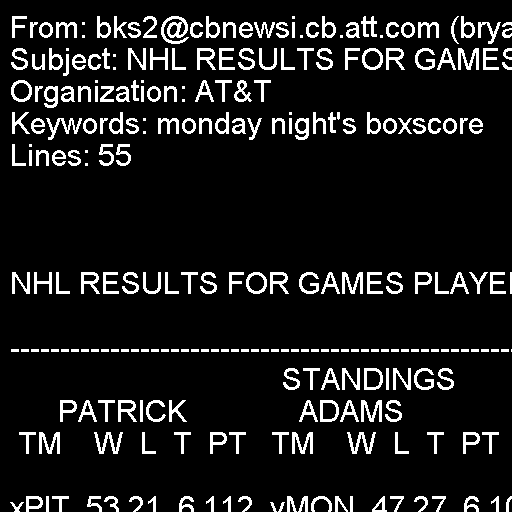 From: bks2@cbnewsi.cb.att.com (brya
Subject: NHL RESULTS FOR GAMES
Organization: AT&T
Keywords: monday night's boxscore
Lines: 55
NHL RESULTS FOR GAMES PLAYE
---------------------------------------------------
STANDINGS
PATRICK ADAMS
TM W L T PT TM W L T PT
xPIT 53 21 6 112 yMON 47 27 6 10